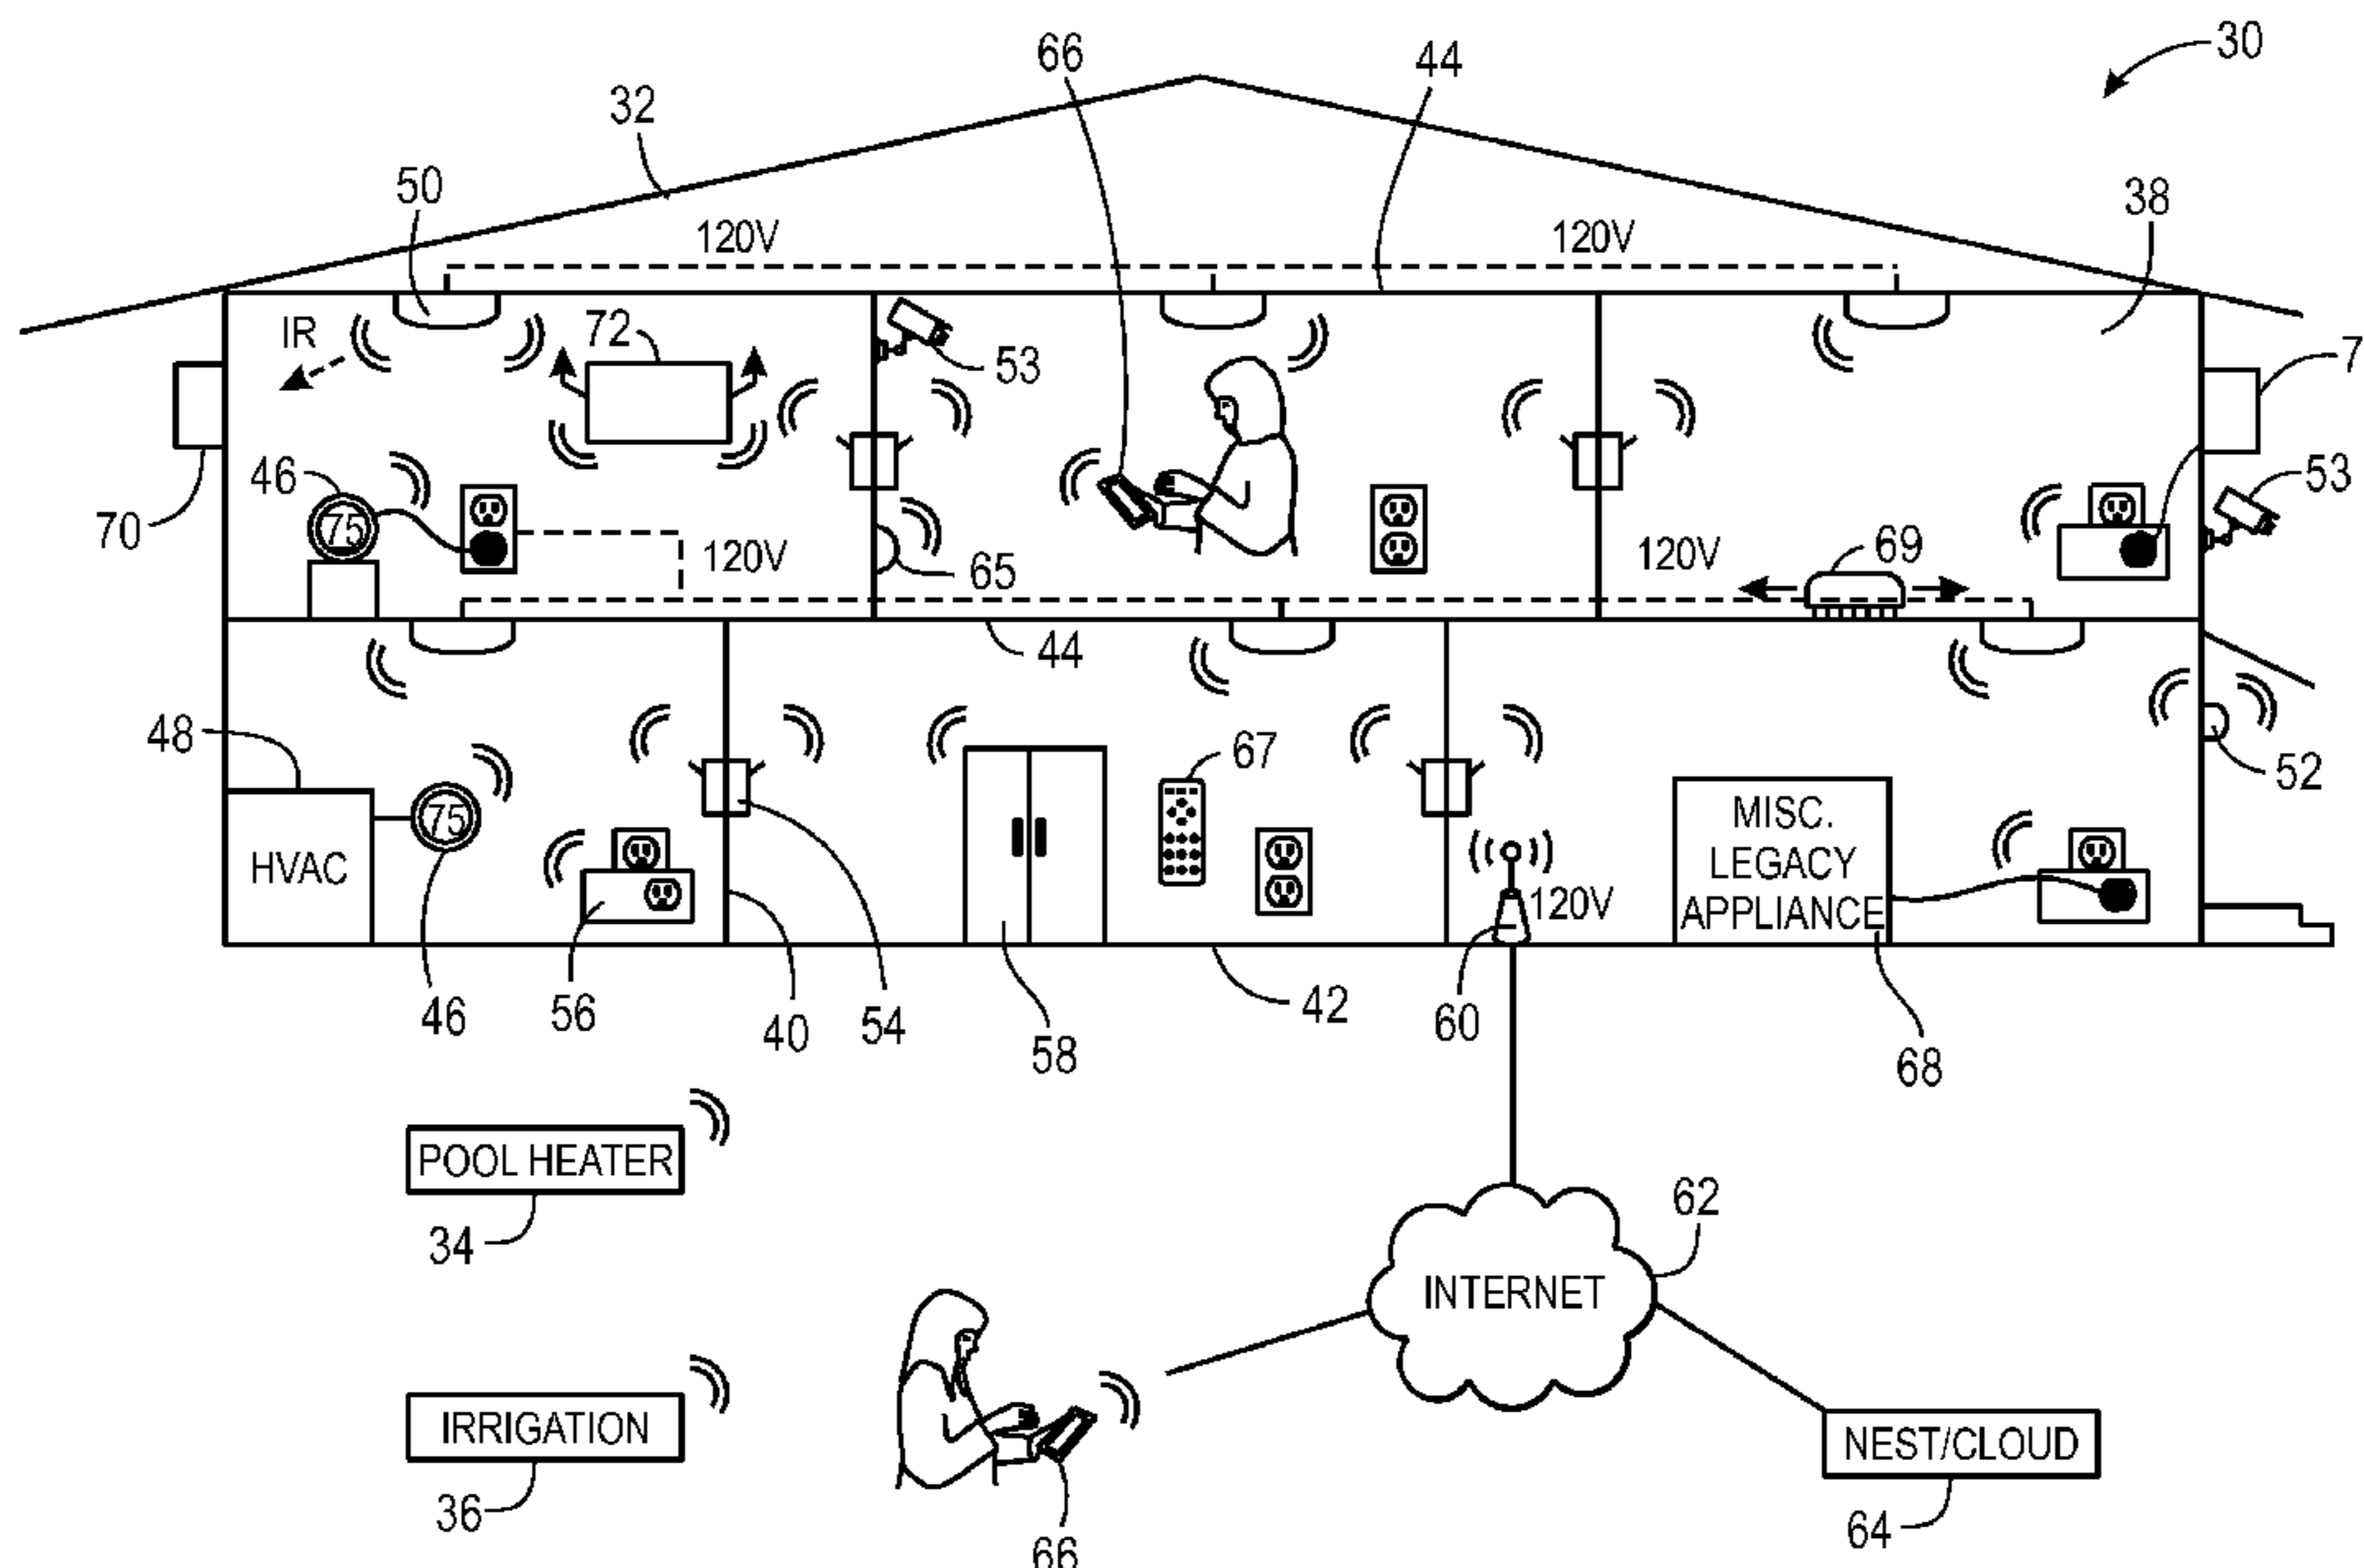 30
66
44
32
50
38
120V
120V
IR
72
53
7
46
75
70
120V
65
120V
69
53
44
48
67
52
75
HVAC
MISC.
LEGACY
APPLIANCE
120V
46
56
40
54
58
42
60
68
POOL HEATER
34
62
INTERNET
IRRIGATION
36
NEST/CLOUD
64
66